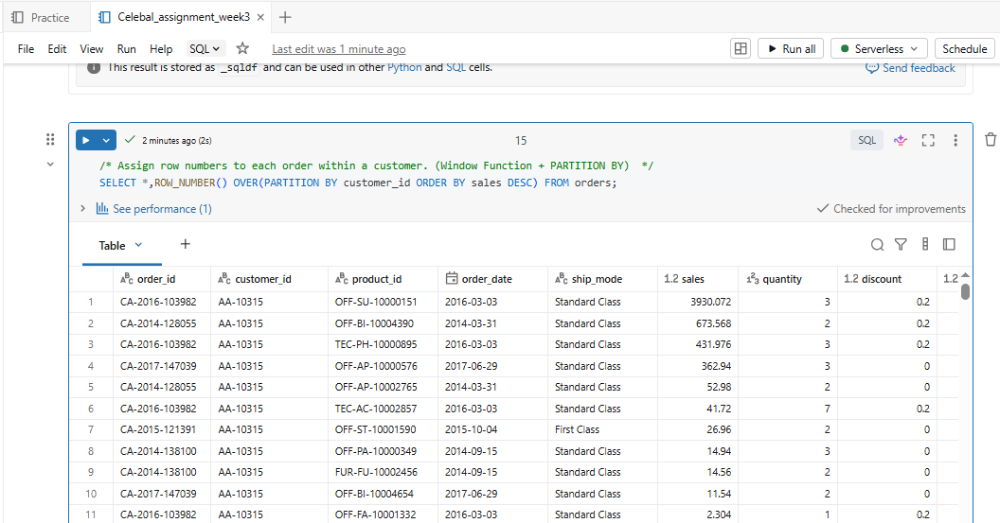 Practice Celebal_assignment_week3
File Edit View Run Help SQL Last edit was 1 minute ago Run all Serverless Schedule
This result is stored as _sqldf and can be used in other Python and SQL cells. Send feedback
2 minutes ago (2s) 15 SQL
/* Assign row numbers to each order within a customer. (Window Function + PARTITION BY) */
SELECT *,ROW_NUMBER() OVER(PARTITION BY customer_id ORDER BY sales DESC) FROM orders;
See performance (1) Checked for improvements
Table
order_id customer_id product_id order_date ship_mode 1.2 sales quantity 1.2 discount 1.2
1 CA-2016-103982 AA-10315 OFF-SU-10000151 2016-03-03 Standard Class 3930.072 3 0.2
2 CA-2014-128055 AA-10315 OFF-BI-10004390 2014-03-31 Standard Class 673.568 2 0.2
3 CA-2016-103982 AA-10315 TEC-PH-10000895 2016-03-03 Standard Class 431.976 3 0.2
4 CA-2017-147039 AA-10315 OFF-AP-10000576 2017-06-29 Standard Class 362.94 3 0
5 CA-2014-128055 AA-10315 OFF-AP-10002765 2014-03-31 Standard Class 52.98 2 0
6 CA-2016-103982 AA-10315 TEC-AC-10002857 2016-03-03 Standard Class 41.72 7 0.2
7 CA-2015-121391 AA-10315 OFF-ST-10001590 2015-10-04 First Class 26.96 2 0
8 CA-2014-138100 AA-10315 OFF-PA-10000349 2014-09-15 Standard Class 14.94 3 0
9 CA-2014-138100 AA-10315 FUR-FU-10002456 2014-09-15 Standard Class 14.56 2 0
10 CA-2017-147039 AA-10315 OFF-BI-10004654 2017-06-29 Standard Class 11.54 2 0
11 CA-2016-103982 AA-10315 OFF-FA-10001332 2016-03-03 Standard Class 2.304 1 0.2